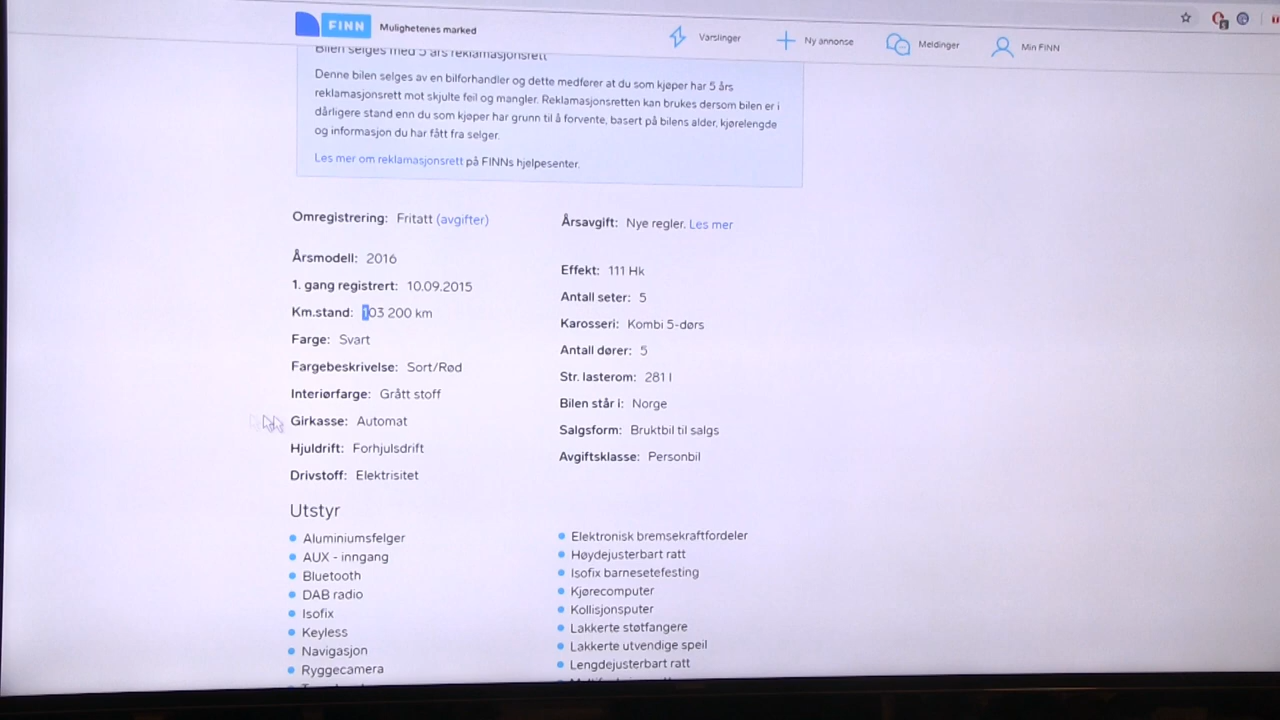 FINN Mulighetenes marked
Varslinger
Ny annonse
Meldinger
Min FINN
Bilen selges med 5 års reklamasjonsrett
Denne bilen selges av en bilforhandler og dette medfører at du som kjøper har 5 års
reklamasjonsrett mot skjulte feil og mangler. Reklamasjonsretten kan brukes dersom bilen er i
dårligere stand enn du som kjøper har grunn til å forvente, basert på bilens alder, kjørelengde
og informasjon du har fått fra selger.
Les mer om reklamasjonsrett på FINNs hjelpesenter.
Omregistrering: Fritatt (avgifter)
Årsmodell: 2016
1. gang registrert: 10.09.2015
Km.stand: 103 200 km
Farge: Svart
Fargebeskrivelse: Sort/Rød
Interiørfarge: Grått stoff
Girkasse: Automat
Hjuldrift: Forhjulsdrift
Drivstoff: Elektrisitet
Årsavgift: Nye regler. Les mer
Effekt: 111 Hk
Antall seter: 5
Karosseri: Kombi 5-dørs
Antall dører: 5
Str. lasterom: 281 l
Bilen står i: Norge
Salgsform: Bruktbil til salgs
Avgiftsklasse: Personbil
Utstyr
Aluminiumsfelger
AUX - inngang
Bluetooth
DAB radio
Isofix
Keyless
Navigasjon
Ryggecamera
Elektronisk bremsekraftfordeler
Høydejusterbart ratt
Isofix barnesetefesting
Kjørecomputer
Kollisjonsputer
Lakkerte støtfangere
Lakkerte utvendige speil
Lengdejusterbart ratt